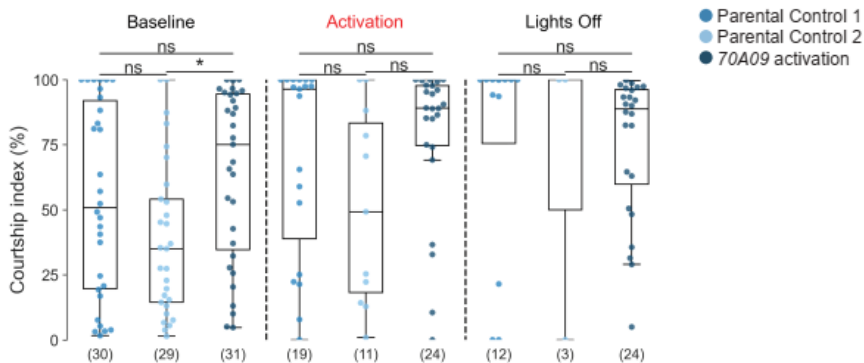 Baseline
Activation
Lights Off
Parental Control 1
Parental Control 2
70A09 activation
ns
ns
ns
ns
*
ns
ns
ns
ns
Courtship index (%)
100
75
50
25
0
(30)
(29)
(31)
(19)
(11)
(24)
(12)
(3)
(24)